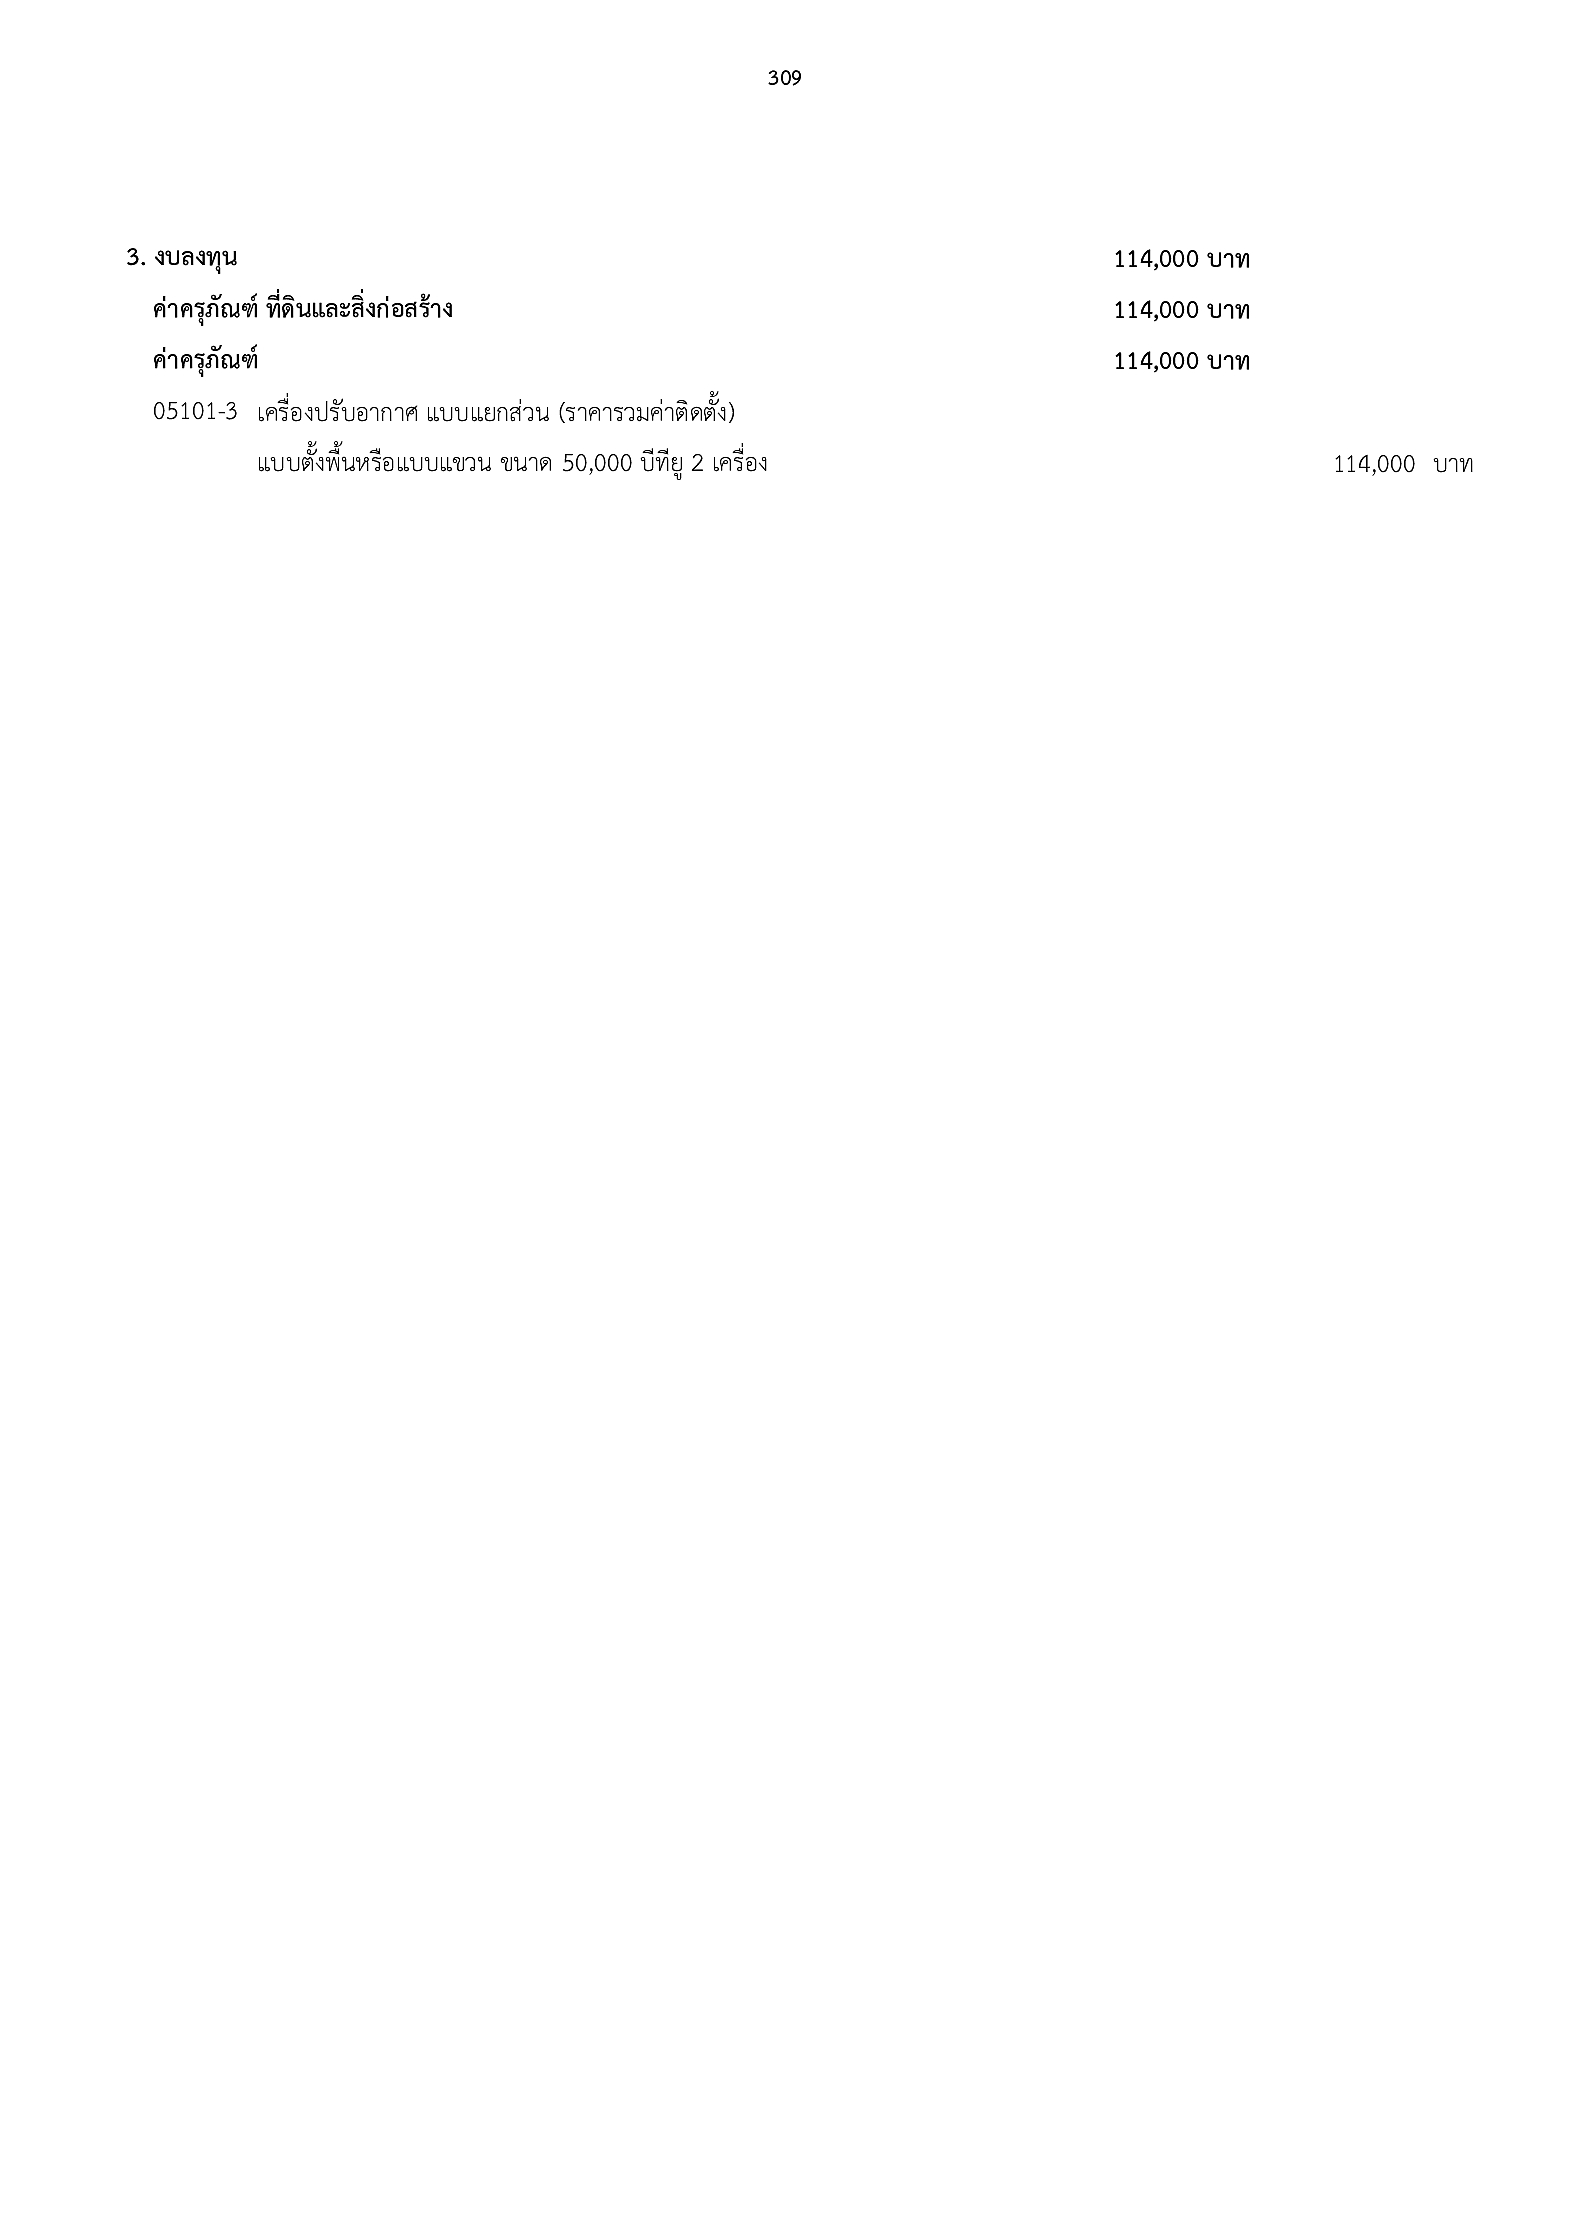 309
3. งบลงทุน 114,000 บาท
ค่าครุภัณฑ์ ที่ดินและสิ่งก่อสร้าง 114,000 บาท
ค่าครุภัณฑ์ 114,000 บาท
05101-3 เครื่องปรับอากาศ แบบแยกส่วน (ราคารวมค่าติดตั้ง)
แบบตั้งพื้นหรือแบบแขวน ขนาด 50,000 บีทียู 2 เครื่อง 114,000 บาท